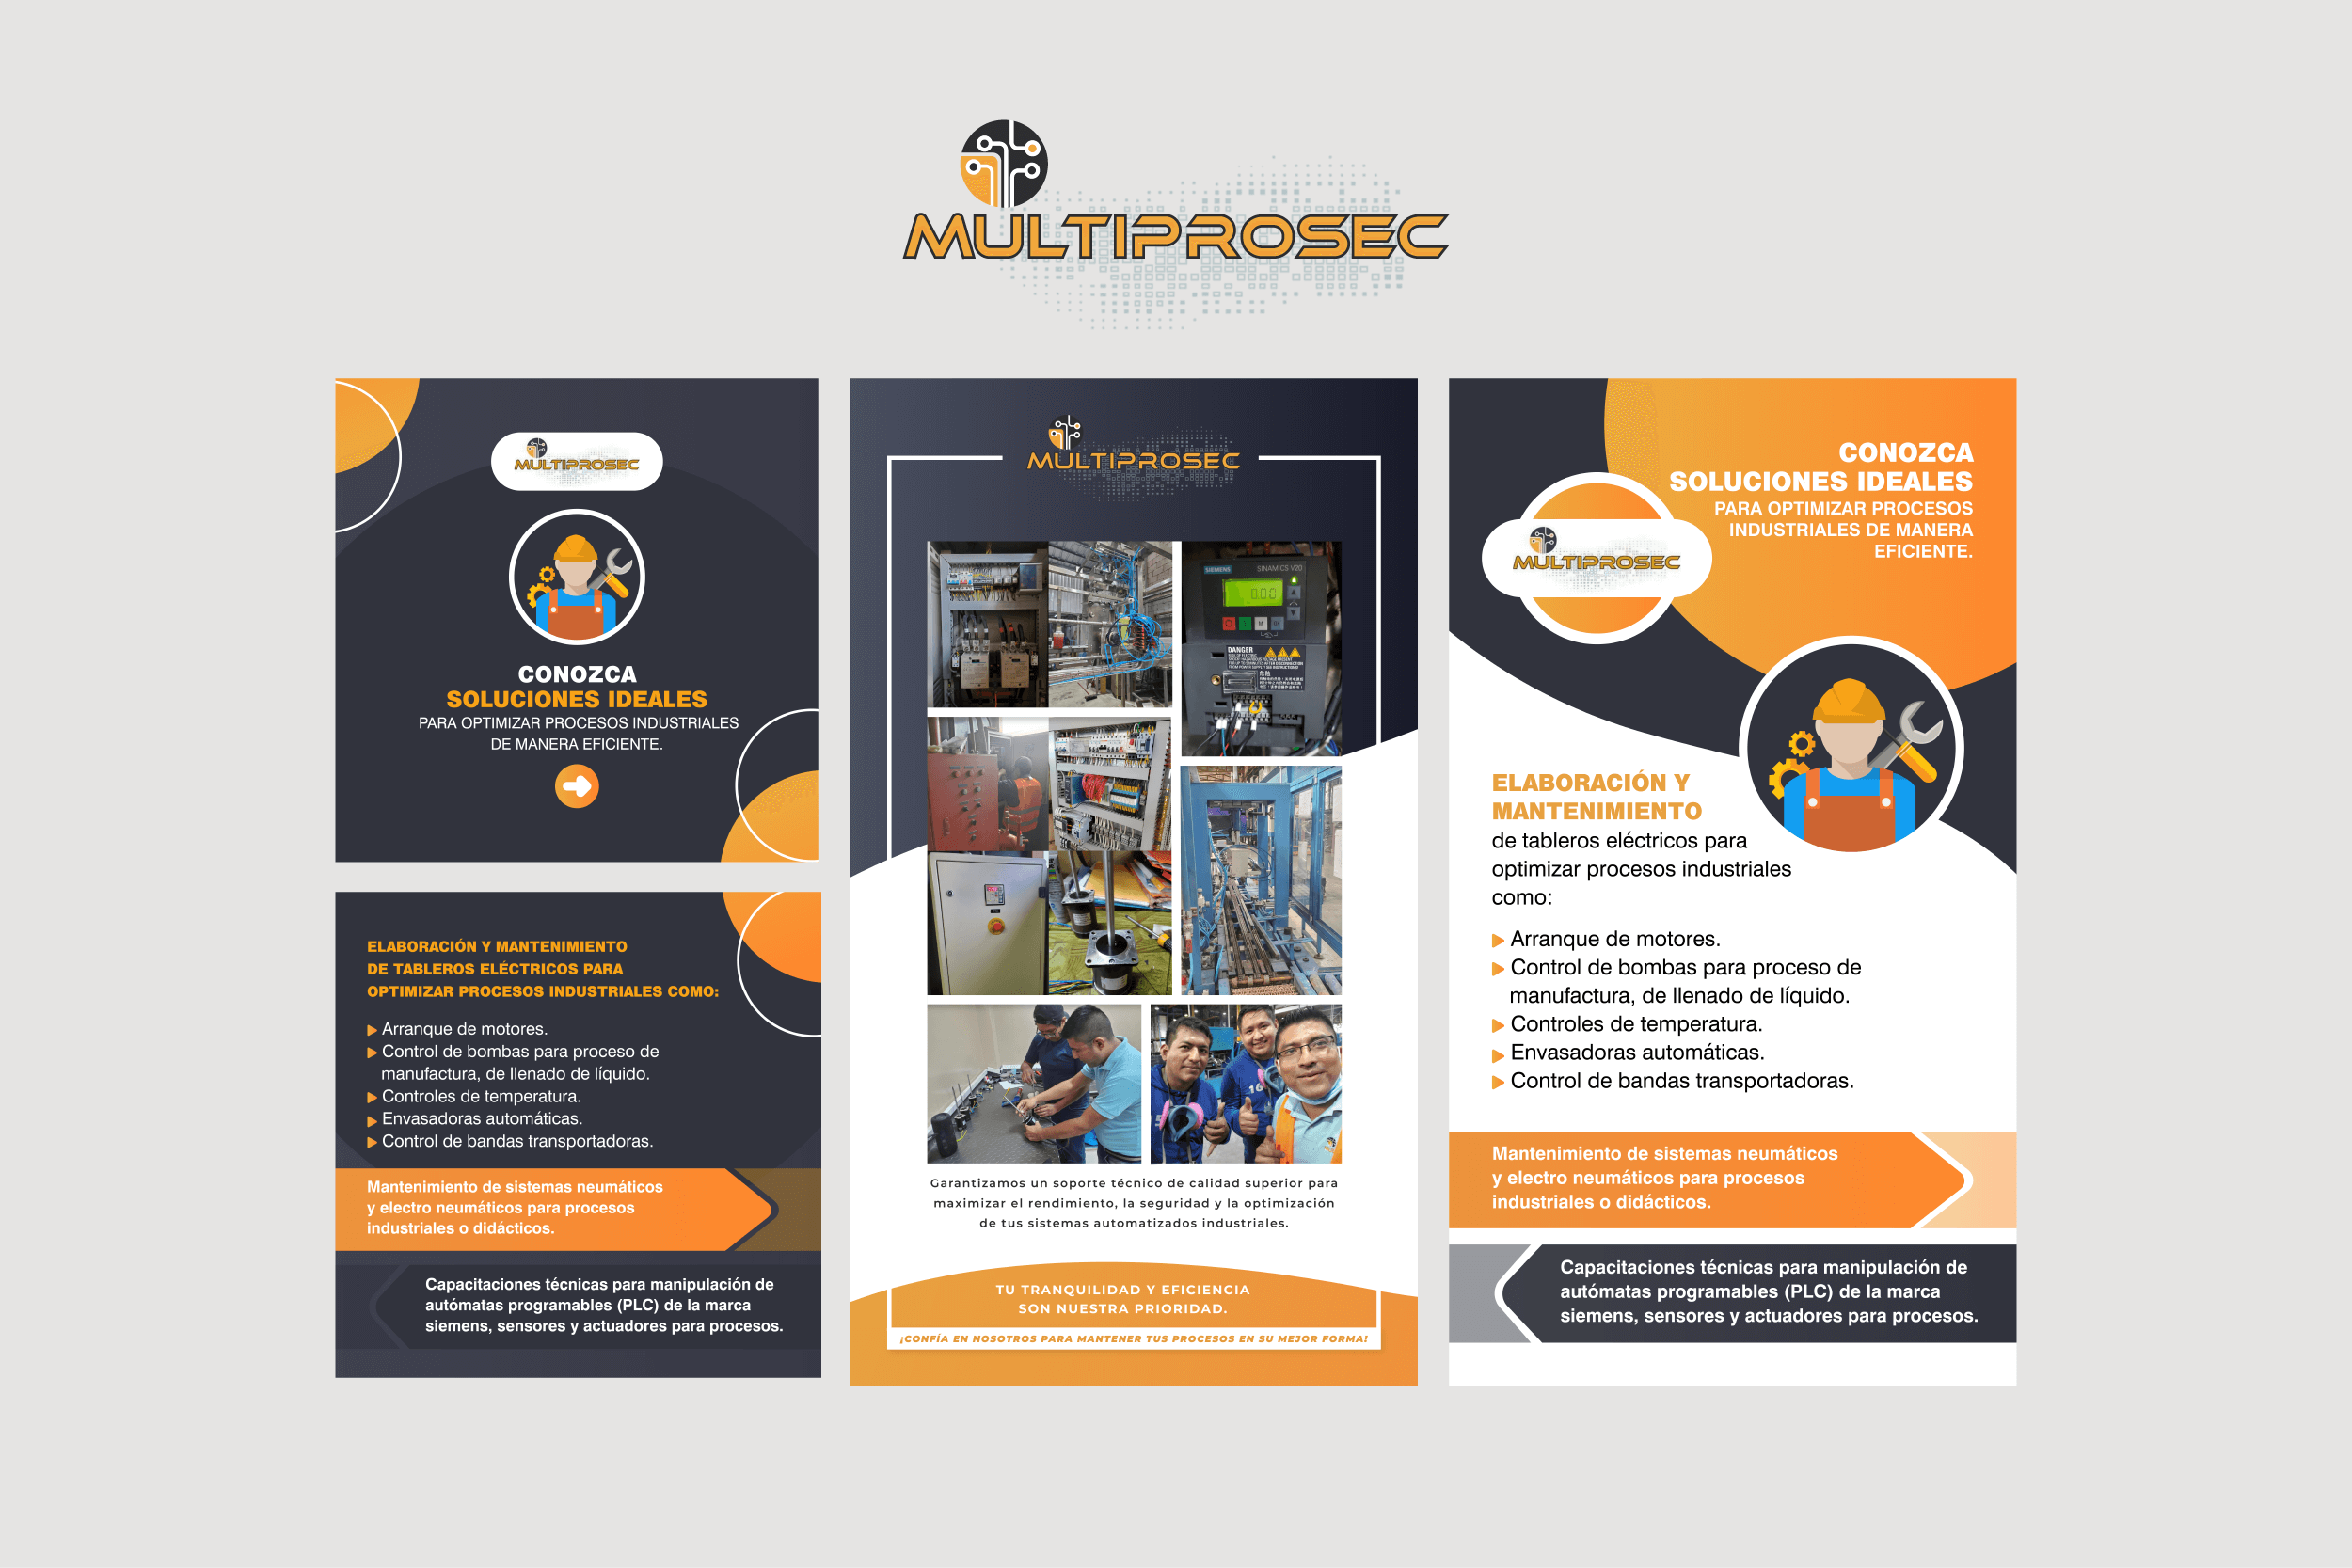 MULTIPROSEC
MULTIPROSEC
CONOZCA
SOLUCIONES IDEALES
PARA OPTIMIZAR PROCESOS INDUSTRIALES
DE MANERA EFICIENTE.
ELABORACIÓN Y MANTENIMIENTO
DE TABLEROS ELÉCTRICOS PARA
OPTIMIZAR PROCESOS INDUSTRIALES COMO:
Arranque de motores.
Control de bombas para proceso de
manufactura, de llenado de líquido.
Controles de temperatura.
Envasadoras automáticas.
Control de bandas transportadoras.
Mantenimiento de sistemas neumáticos
y electro neumáticos para procesos
industriales o didácticos.
Capacitaciones técnicas para manipulación de
autómatas programables (PLC) de la marca
siemens, sensores y actuadores para procesos.
MULTIPROSEC
SIEMENS
SINAMICS V20
0.00
DANGER
16
Garantizamos un soporte técnico de calidad superior para
maximizar el rendimiento, la seguridad y la optimización
de tus sistemas automatizados industriales.
TU TRANQUILIDAD Y EFICIENCIA
SON NUESTRA PRIORIDAD.
¡CONFÍA EN NOSOTROS PARA MANTENER TUS PROCESOS EN SU MEJOR FORMA!
CONOZCA
SOLUCIONES IDEALES
PARA OPTIMIZAR PROCESOS
INDUSTRIALES DE MANERA
EFICIENTE.
MULTIPROSEC
ELABORACIÓN Y
MANTENIMIENTO
de tableros eléctricos para
optimizar procesos industriales
como:
Arranque de motores.
Control de bombas para proceso de
manufactura, de llenado de líquido.
Controles de temperatura.
Envasadoras automáticas.
Control de bandas transportadoras.
Mantenimiento de sistemas neumáticos
y electro neumáticos para procesos
industriales o didácticos.
Capacitaciones técnicas para manipulación de
autómatas programables (PLC) de la marca
siemens, sensores y actuadores para procesos.